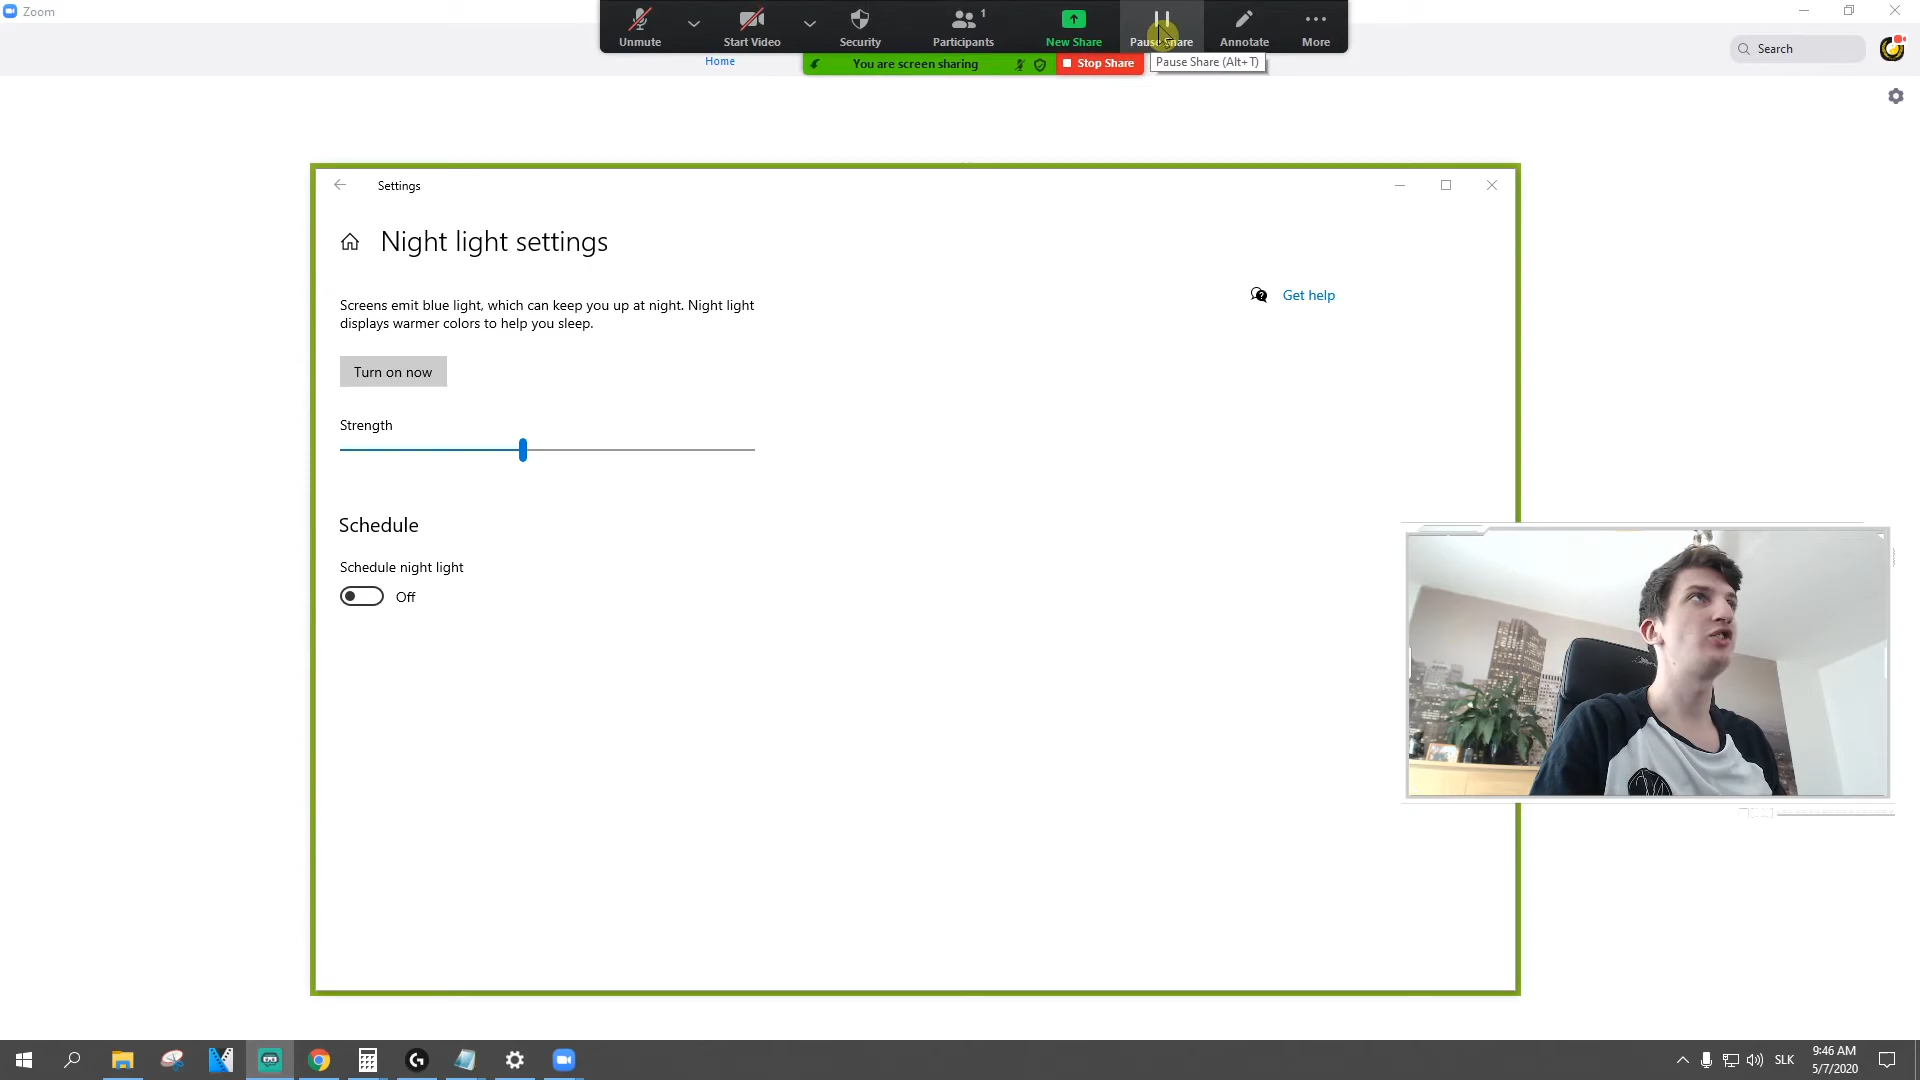 Zoom
Unmute
Start Video
Security
Participants
1
New Share
Pause Share
Annotate
More
Search
Home
You are screen sharing
Stop Share
Pause Share (Alt+T)
Settings
Night light settings
Screens emit blue light, which can keep you up at night. Night light
displays warmer colors to help you sleep.
Get help
Turn on now
Strength
Schedule
Schedule night light
Off
SLK
9:46 AM
5/7/2020